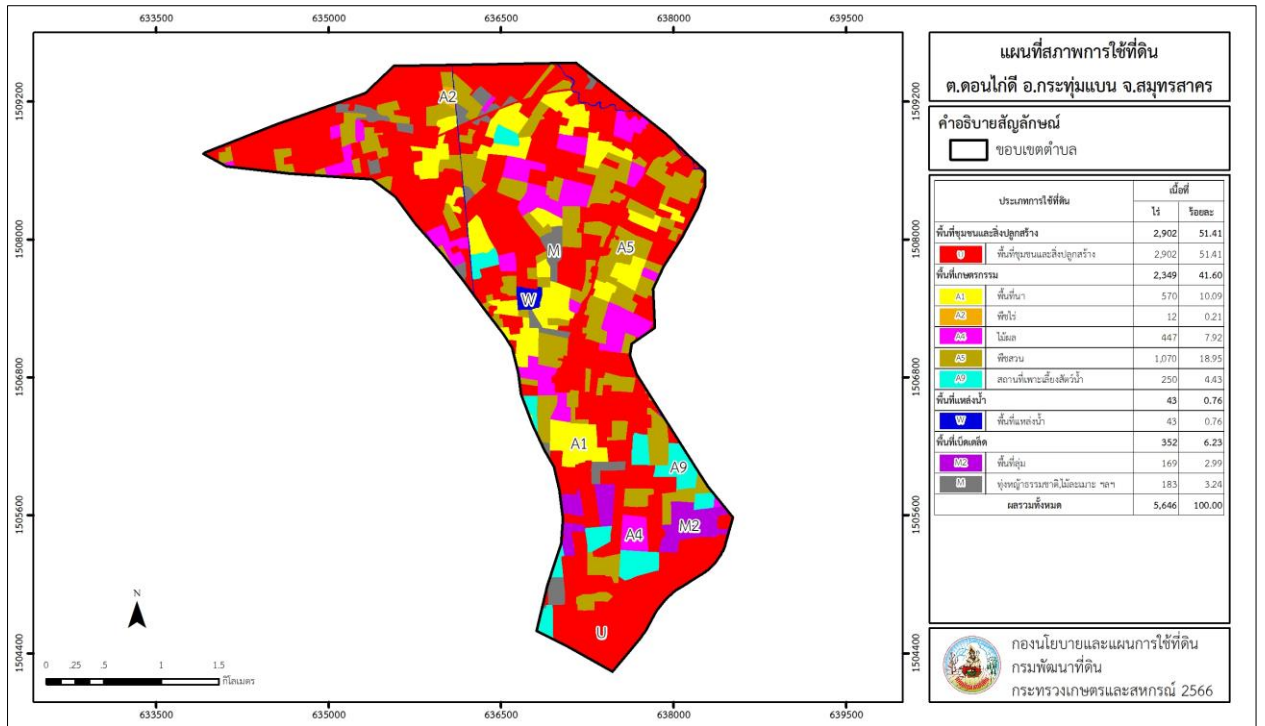 633500 635000 636500 638000 639500
1509200 1509200
1508000 1508000
1506800 1506800
1505600 1505600
1504400 1504400
A2
A5
M
W
A1
A9
A4
M2
U
N
0 .25 .5 1 1.5
กิโลเมตร
633500 635000 636500 638000 639500
แผนที่สภาพการใช้ที่ดิน
ต.ดอนไก่ดี อ.กระทุ่มแบน จ.สมุทรสาคร
คำอธิบายสัญลักษณ์
ขอบเขตตำบล
ประเภทการใช้ที่ดิน เนื้อที่
ไร่ ร้อยละ
พื้นที่ชุมชนและสิ่งปลูกสร้าง 2,902 51.41
U พื้นที่ชุมชนและสิ่งปลูกสร้าง 2,902 51.41
พื้นที่เกษตรกรรม 2,349 41.60
A1 พื้นที่นา 570 10.09
A2 พืชไร่ 12 0.21
A4 ไม้ผล 447 7.92
A5 พืชสวน 1,070 18.95
A9 สถานที่เพาะเลี้ยงสัตว์น้ำ 250 4.43
พื้นที่แหล่งน้ำ 43 0.76
W พื้นที่แหล่งน้ำ 43 0.76
พื้นที่เบ็ดเตล็ด 352 6.23
M2 พื้นที่ลุ่ม 169 2.99
M ทุ่งหญ้าธรรมชาติ,ไม้ละเมาะ ฯลฯ 183 3.24
ผลรวมทั้งหมด 5,646 100.00
กองนโยบายและแผนการใช้ที่ดิน
กรมพัฒนาที่ดิน
กระทรวงเกษตรและสหกรณ์ 2566